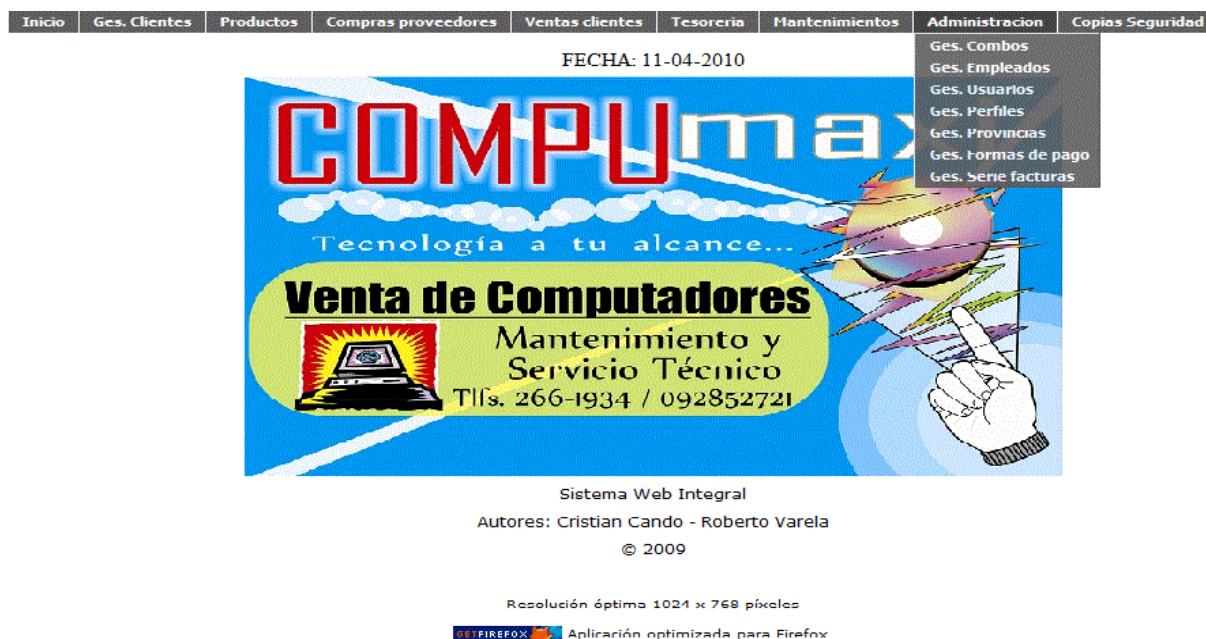 Inicio Ges. Clientes Productos Compras proveedores Ventas clientes Tesoreria Mantenimientos Administracion Copias Seguridad
Ges. Combos
Ges. Empleados
Ges. Usuarios
Ges. Perfiles
Ges. Provincias
Ges. Formas de pago
Ges. Serie facturas
FECHA: 11-04-2010
COMPUmax
Tecnología a tu alcance...
Venta de Computadores
Mantenimiento y
Servicio Técnico
Tlfs. 266-1934 / 092852721
Sistema Web Integral
Autores: Cristian Cando - Roberto Varela
© 2009
Resolución óptima 1024 x 768 píxeles
GETFIREFOX Aplicación optimizada para Firefox